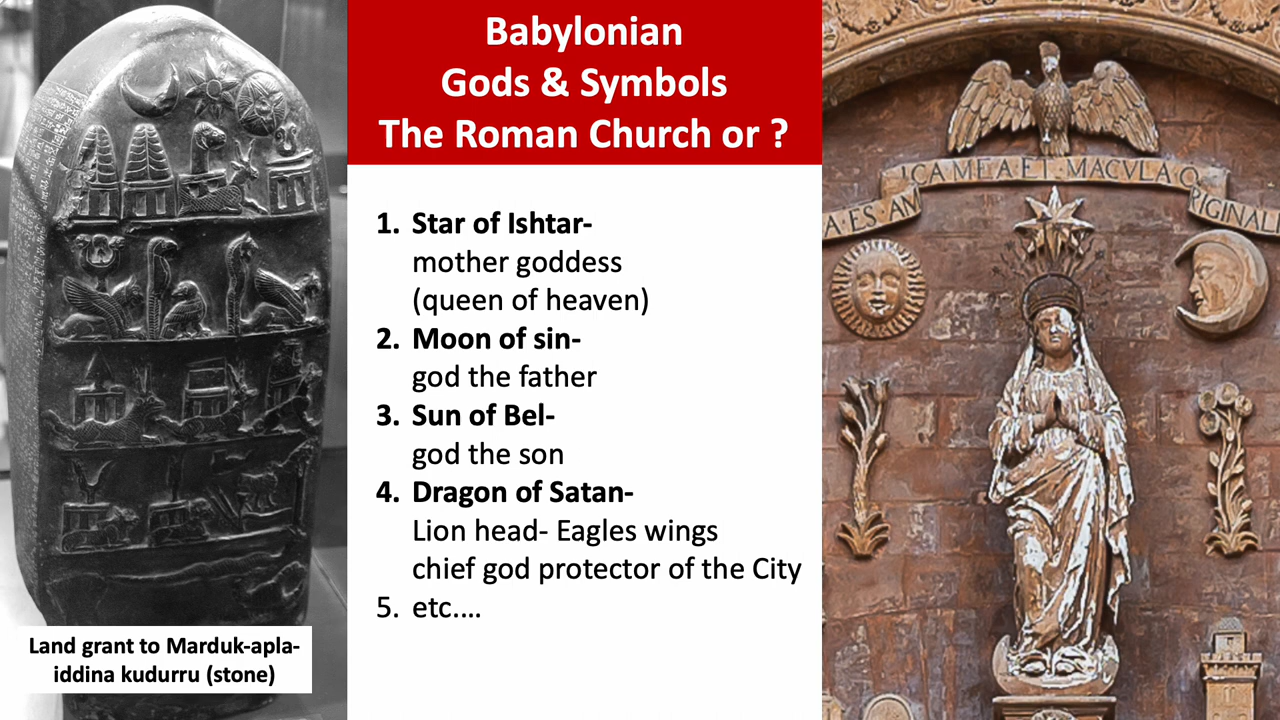 Babylonian
Gods & Symbols
The Roman Church or ?
1. Star of Ishtar-
mother goddess
(queen of heaven)
2. Moon of sin-
god the father
3. Sun of Bel-
god the son
4. Dragon of Satan-
Lion head- Eagles wings
chief god protector of the City
5. etc....
Land grant to Marduk-apla-
iddina kudurru (stone)
A·ES·AM
ICA MEA ET·MACVLA O
RIGINALI